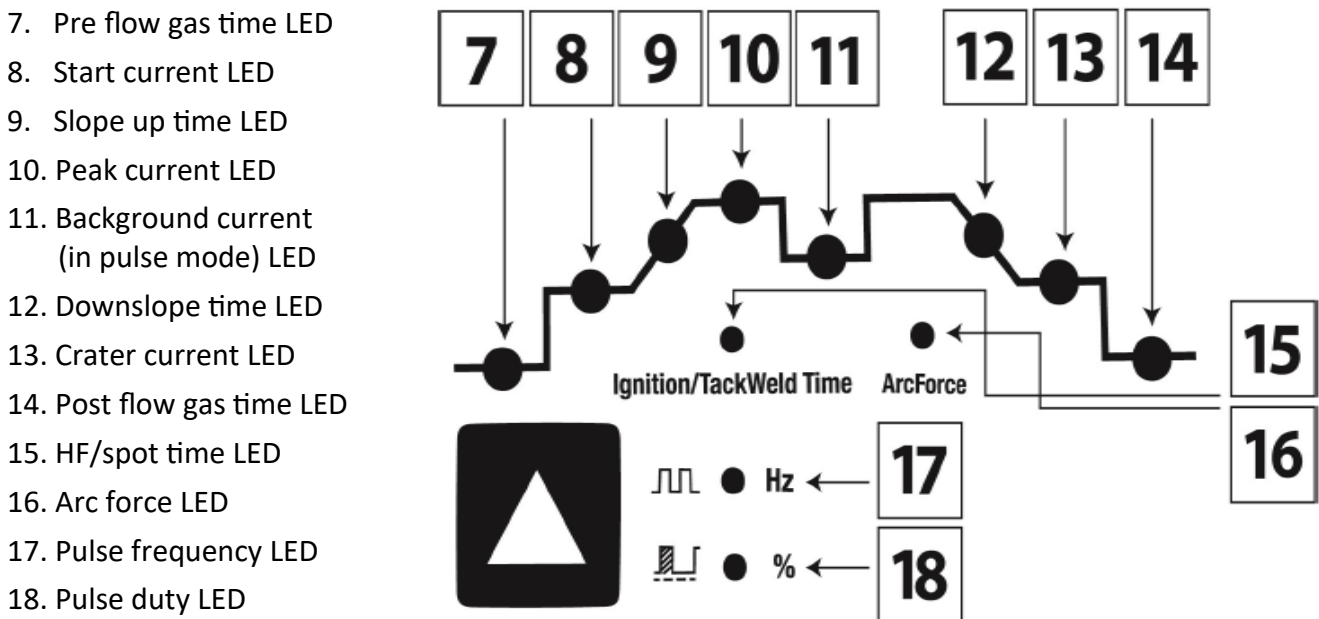 7. Pre flow gas time LED
8. Start current LED
9. Slope up time LED
10. Peak current LED
11. Background current
(in pulse mode) LED
12. Downslope time LED
13. Crater current LED
14. Post flow gas time LED
15. HF/spot time LED
16. Arc force LED
17. Pulse frequency LED
18. Pulse duty LED
7 8 9 10 11 12 13 14
15
Ignition/TackWeld Time ArcForce
16
Hz 17
% 18